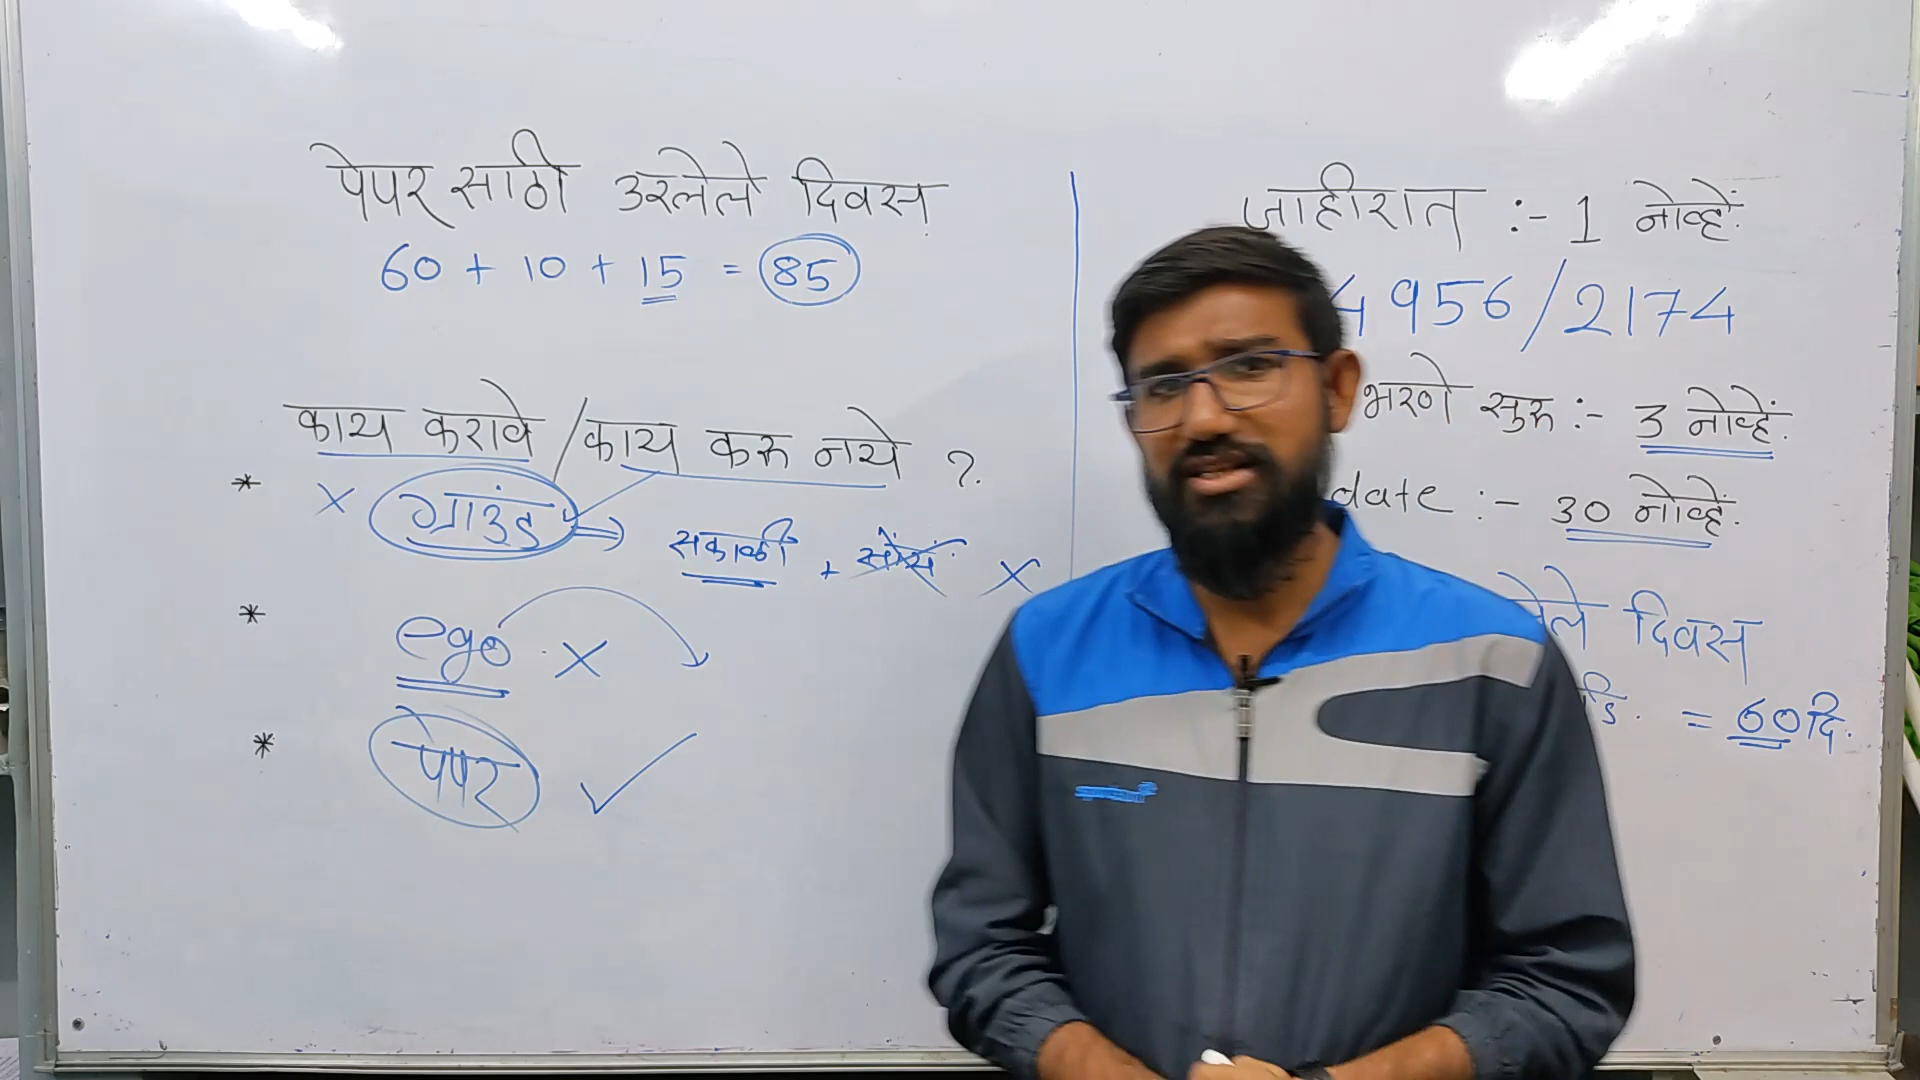 पेपर साठी उरलेले दिवस
60 + 10 + 15 = 85
काय करावे / काय करू नये ?
* × ग्राउंड ⇒ सकाळी + ×
* ego ×
* पेपर ✓
जाहीरात :- 1 नोव्हें.
4956/2174
भरणे सुरू :- 3 नोव्हें.
date :- 30 नोव्हें.
दिवस
= 60 दि.